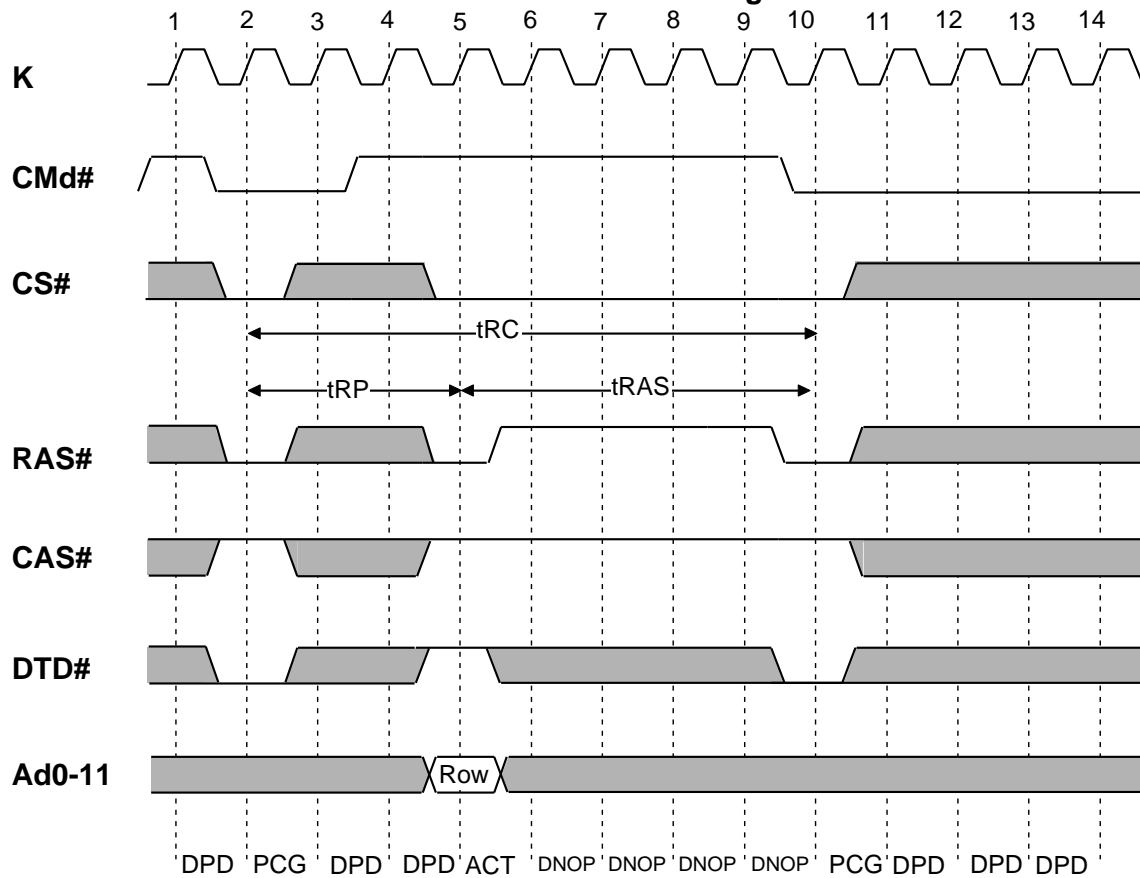 g
1 2 3 4 5 6 7 8 9 10 11 12 13 14
K
CMd#
CS#
tRC
tRP tRAS
RAS#
CAS#
DTD#
Ad0-11 Row
DPD PCG DPD DPD ACT DNOP DNOP DNOP DNOP PCG DPD DPD DPD